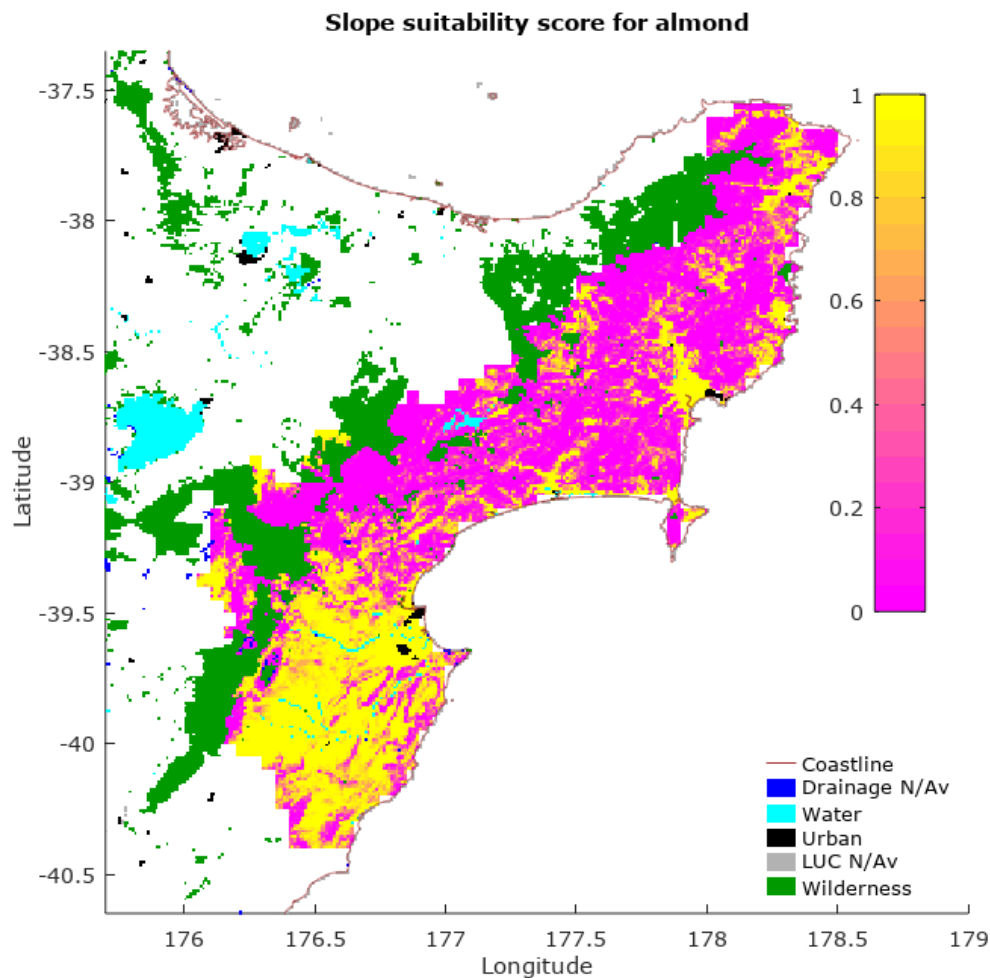 Slope suitability score for almond
-37.5
-38
-38.5
-39
-39.5
-40
-40.5
Latitude
1
0.8
0.6
0.4
0.2
0
Coastline
Drainage N/Av
Water
Urban
LUC N/Av
Wilderness
176
176.5
177
177.5
178
178.5
179
Longitude